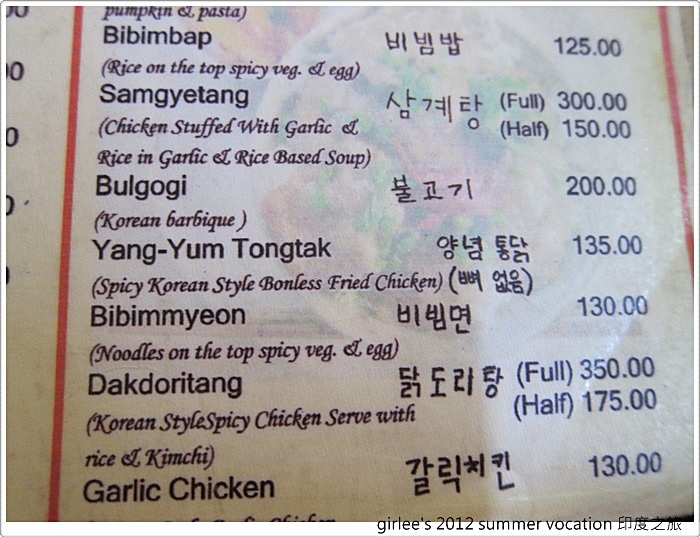 pumpkin & pasta)
Bibimbap 비빔밥 125.00
(Rice on the top spicy veg. & egg)
Samgyetang 삼계탕 (Full) 300.00
(Chicken Stuffed With Garlic & (Half) 150.00
Rice in Garlic & Rice Based Soup)
Bulgogi 불고기 200.00
(Korean barbique )
Yang-Yum Tongtak 양념 통닭 135.00
(Spicy Korean Style Bonless Fried Chicken) (뼈 없음)
Bibimmyeon 비빔면 130.00
(Noodles on the top spicy veg. & egg)
Dakdoritang 닭도리탕 (Full) 350.00
(Korean StyleSpicy Chicken Serve with (Half) 175.00
rice & Kimchi)
Garlic Chicken 갈릭치킨 130.00
girlee's 2012 summer vocation 印度之旅